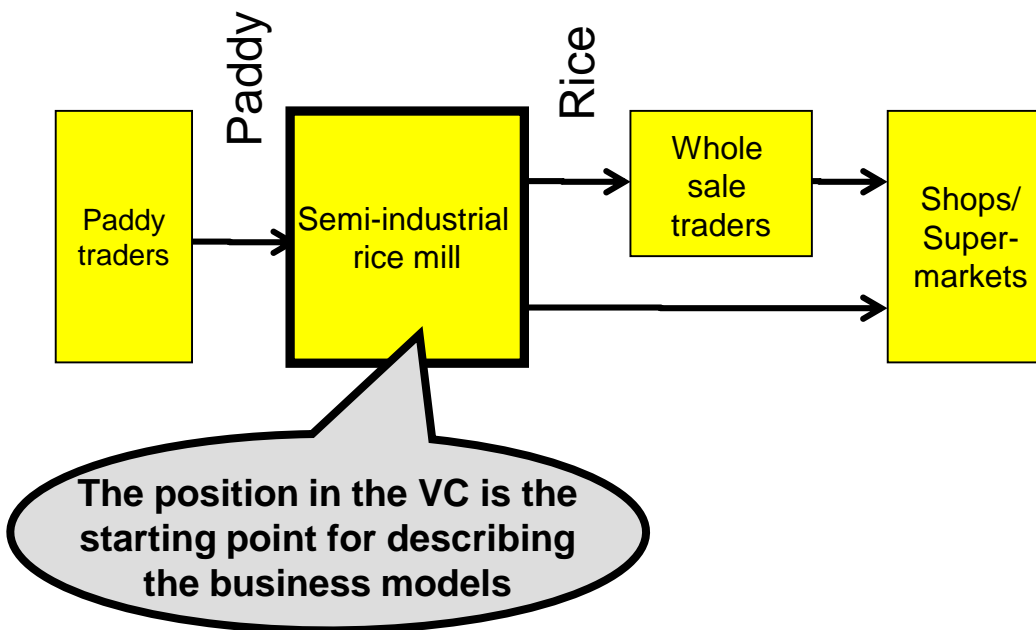 Paddy
Rice
Paddy
traders
Semi-industrial
rice mill
Whole
sale
traders
Shops/
Super-
markets
The position in the VC is the
starting point for describing
the business models